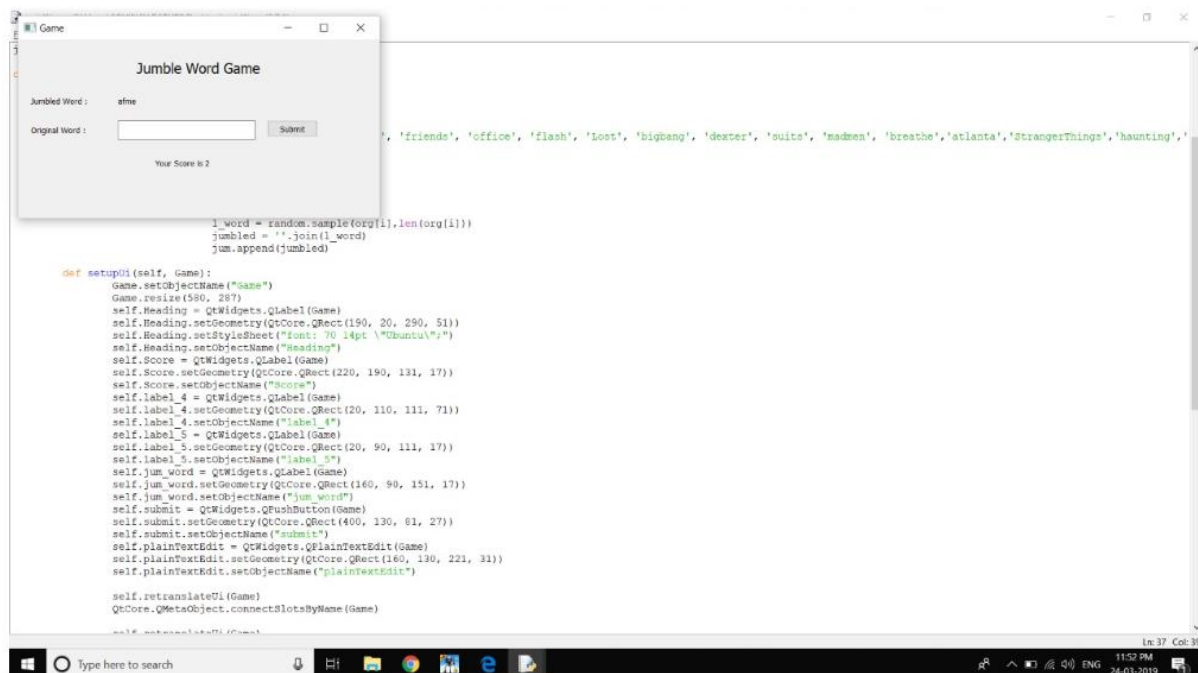 Game
Jumble Word Game
Jumbled Word : efme
Original Word :
Submit
Your Score is 2
', 'friends', 'office', 'flash', 'Lost', 'bigbang', 'dexter', 'suits', 'madmen', 'breathe','atlanta','StrangerThings','haunting','
l_word = random.sample(org[i],len(org[i]))
jumbled = ''.join(l_word)
jum.append(jumbled)
def setupUi(self, Game):
Game.setObjectName("Game")
Game.resize(580, 287)
self.Heading = QtWidgets.QLabel(Game)
self.Heading.setGeometry(QtCore.QRect(190, 20, 290, 51))
self.Heading.setStyleSheet("font: 70 14pt \"Ubuntu\";")
self.Heading.setObjectName("Heading")
self.Score = QtWidgets.QLabel(Game)
self.Score.setGeometry(QtCore.QRect(220, 190, 131, 17))
self.Score.setObjectName("Score")
self.label_4 = QtWidgets.QLabel(Game)
self.label_4.setGeometry(QtCore.QRect(20, 110, 111, 71))
self.label_4.setObjectName("label_4")
self.label_5 = QtWidgets.QLabel(Game)
self.label_5.setGeometry(QtCore.QRect(20, 90, 111, 17))
self.label_5.setObjectName("label_5")
self.jum_word = QtWidgets.QLabel(Game)
self.jum_word.setGeometry(QtCore.QRect(160, 90, 151, 17))
self.jum_word.setObjectName("jum_word")
self.submit = QtWidgets.QPushButton(Game)
self.submit.setGeometry(QtCore.QRect(400, 130, 81, 27))
self.submit.setObjectName("submit")
self.plainTextEdit = QtWidgets.QPlainTextEdit(Game)
self.plainTextEdit.setGeometry(QtCore.QRect(160, 130, 221, 31))
self.plainTextEdit.setObjectName("plainTextEdit")
self.retranslateUi(Game)
QtCore.QMetaObject.connectSlotsByName(Game)
self.retranslateUi(Game)
Ln: 37 Col: 39
Type here to search
ENG
11:52 PM
24-03-2019